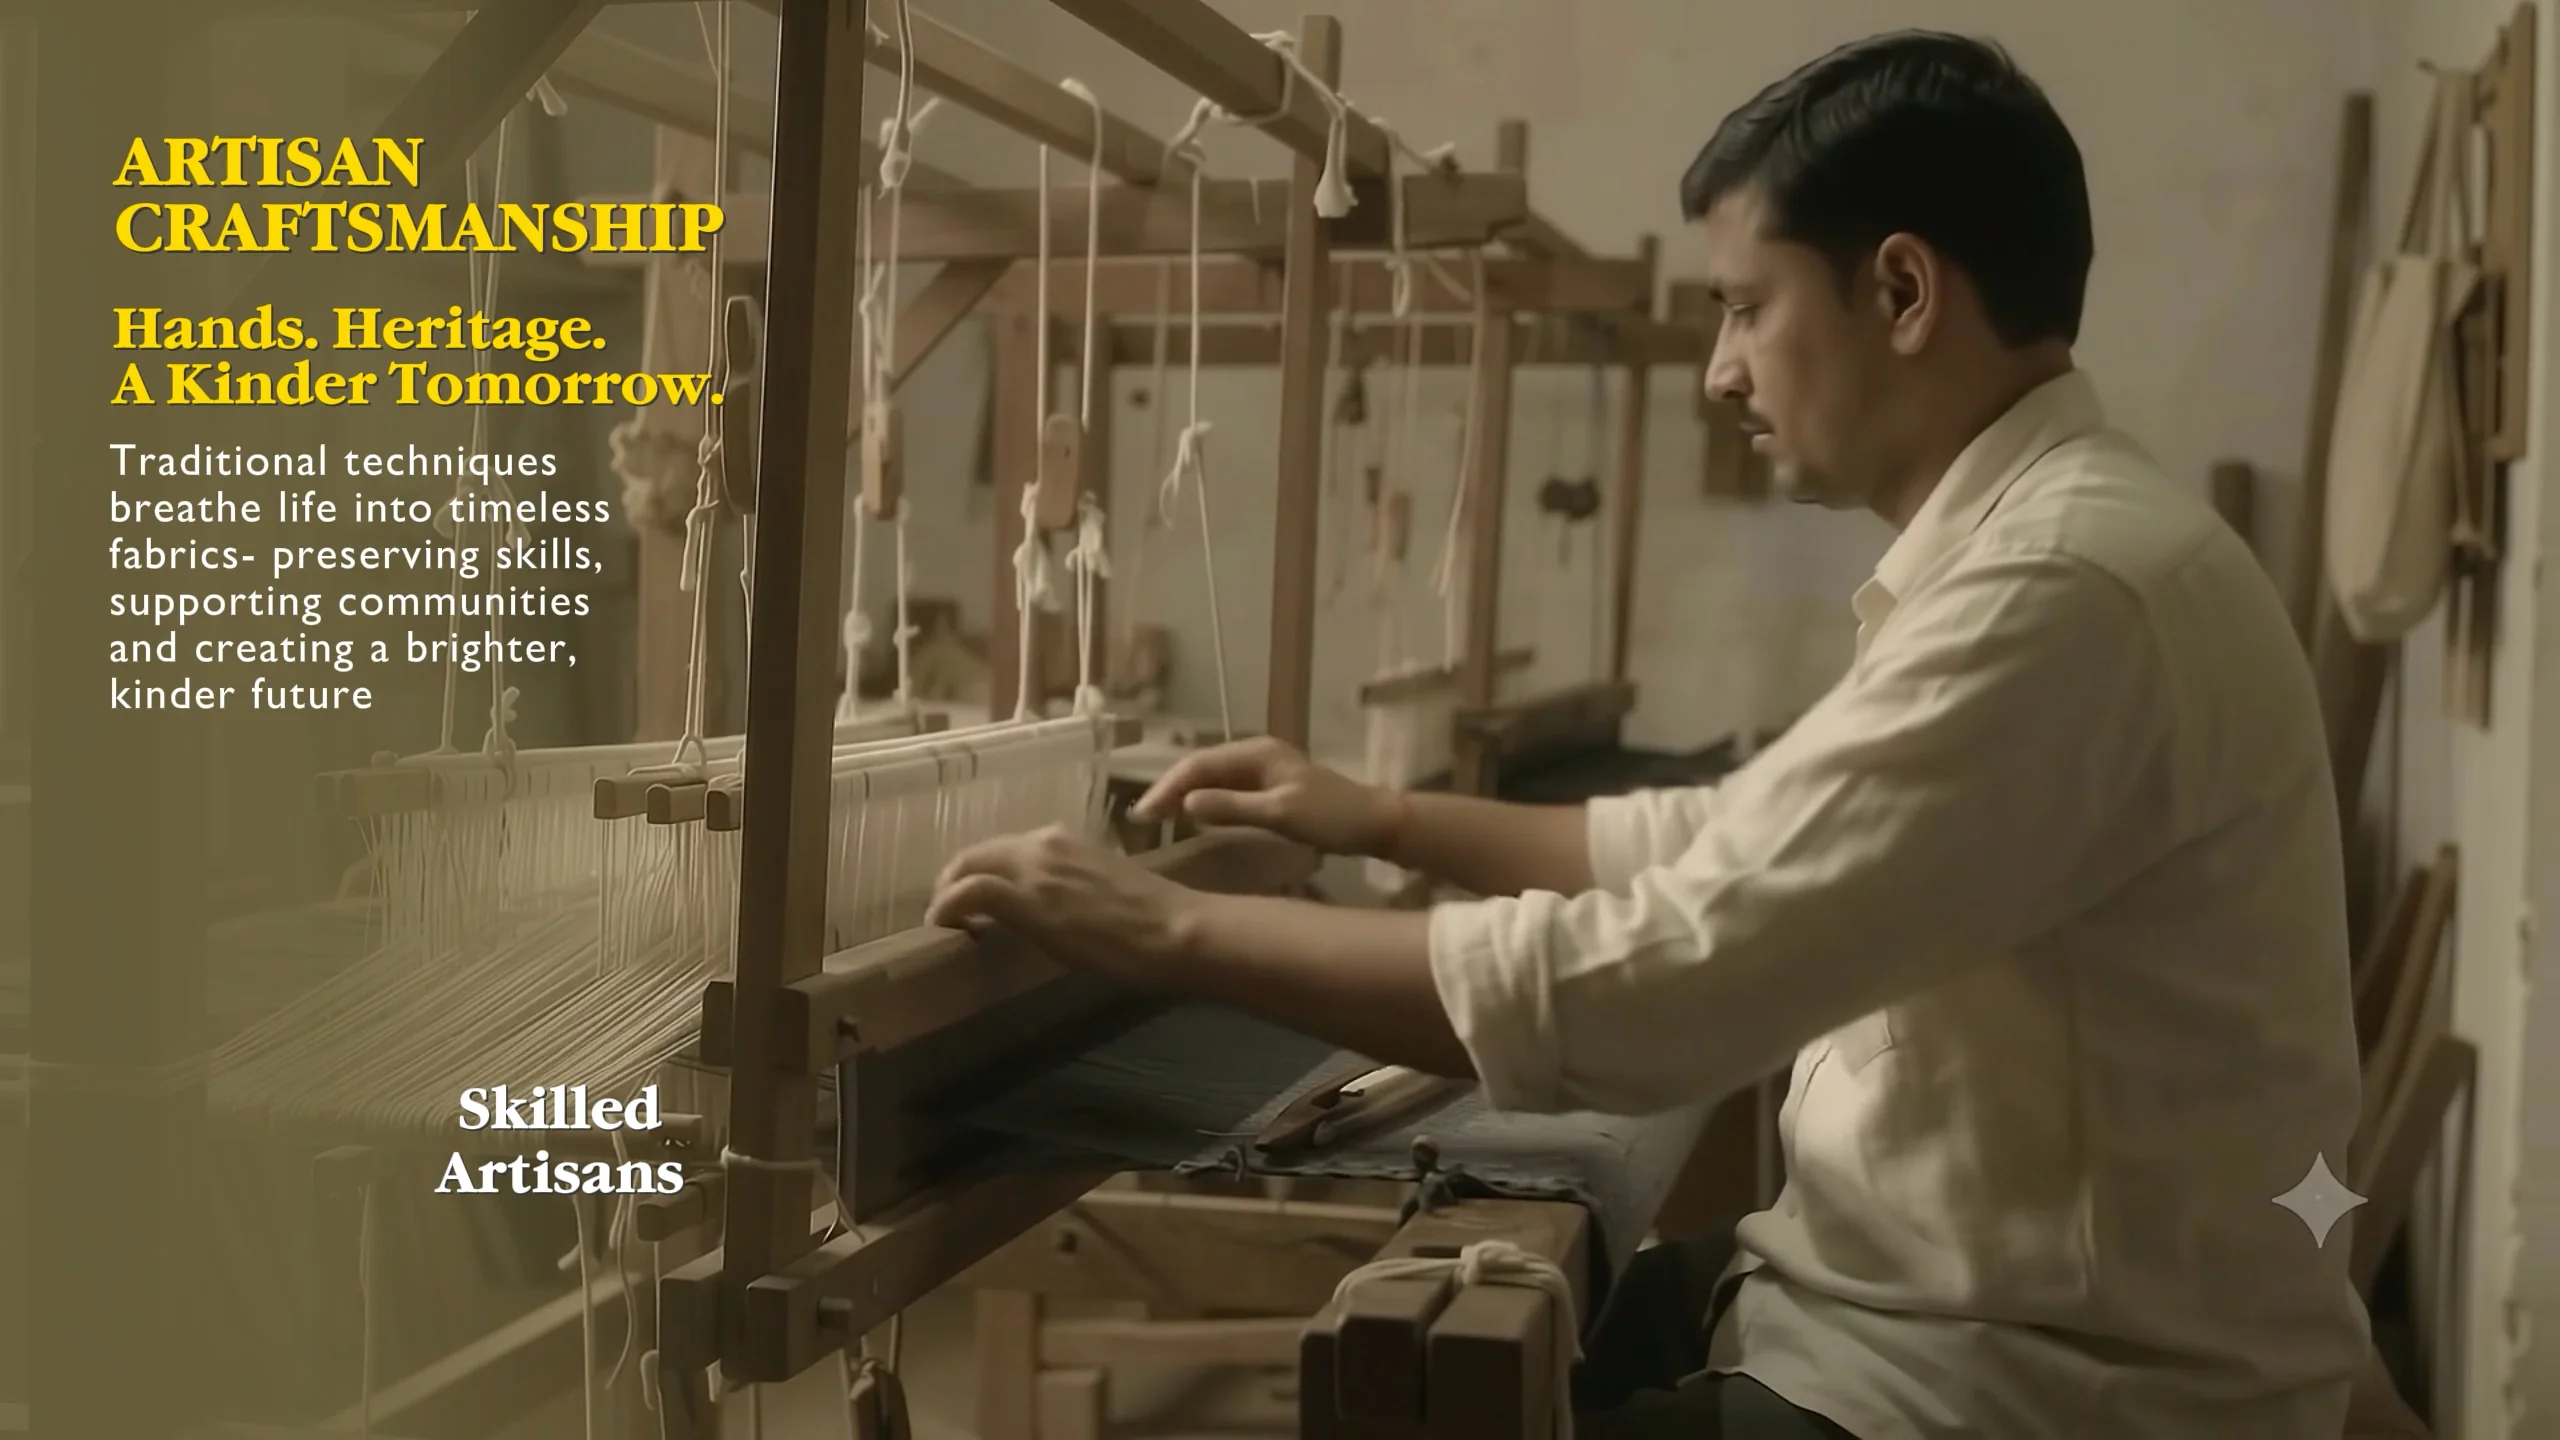 ARTISAN
CRAFTSMANSHIP
Hands. Heritage.
A Kinder Tomorrow.
Traditional techniques
breathe life into timeless
fabrics- preserving skills,
supporting communities
and creating a brighter,
kinder future
Skilled
Artisans